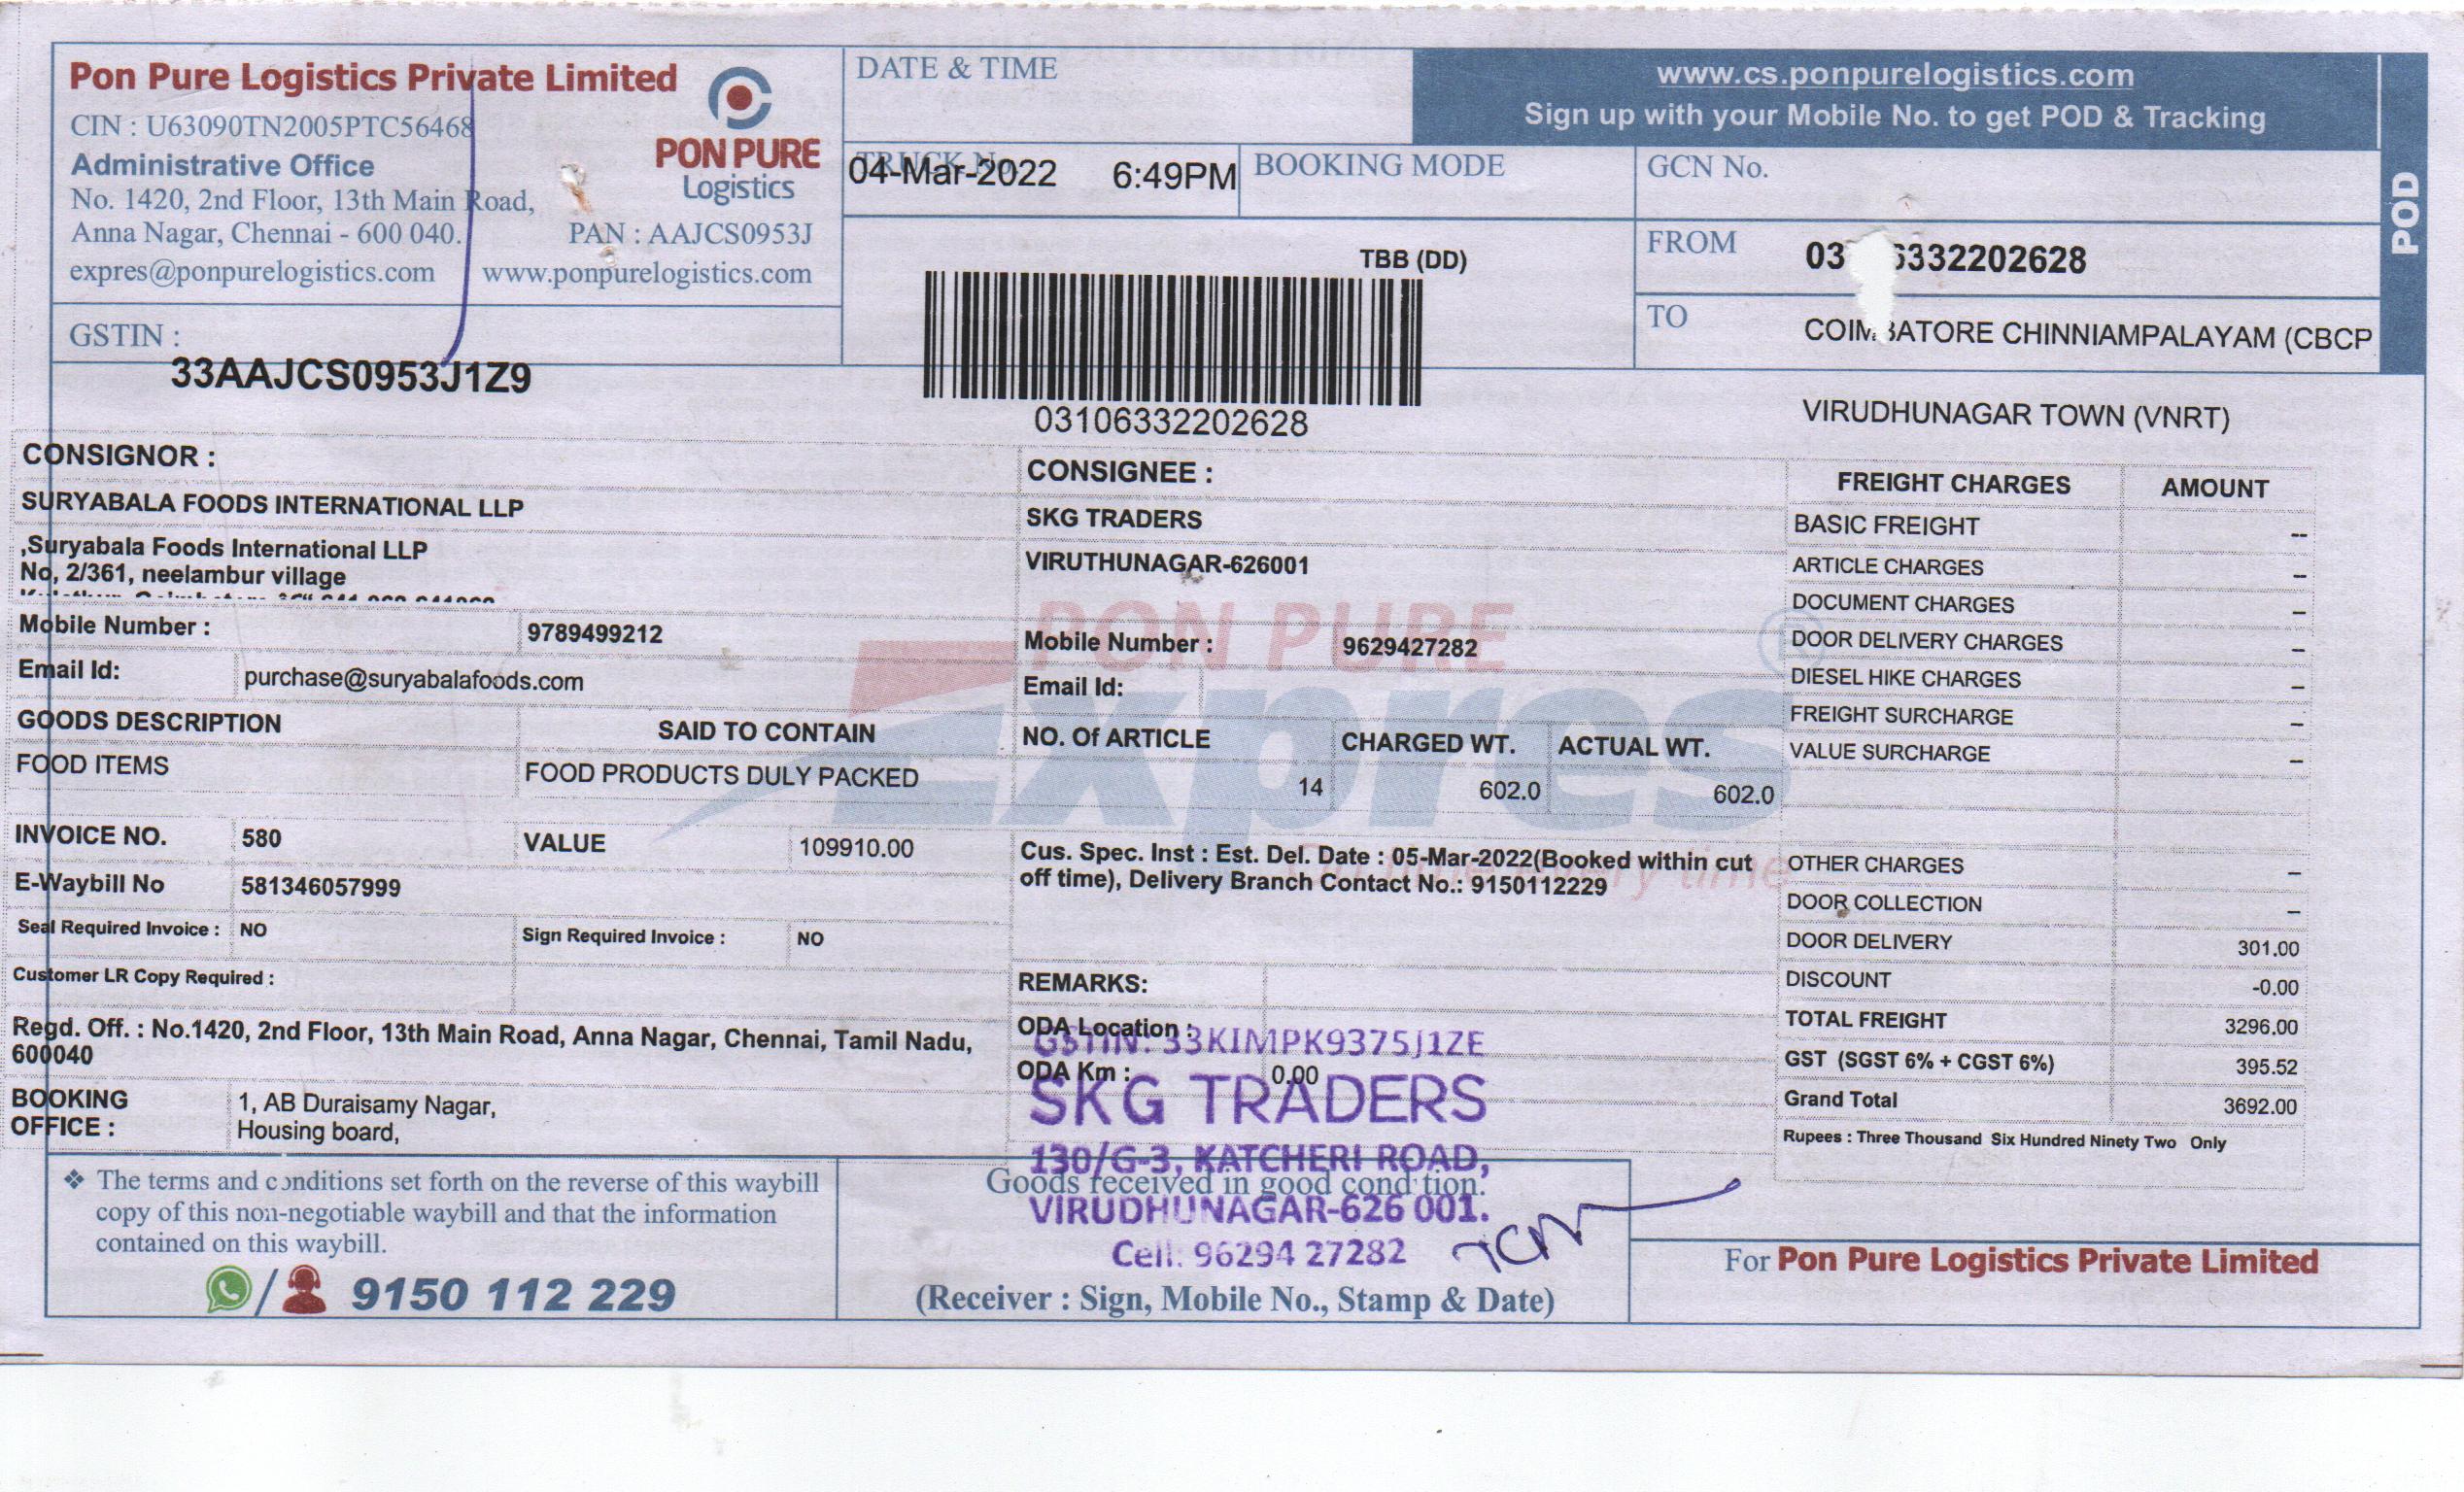 Pon Pure Logistics Private Limited
CIN : U63090TN2005PTC56468
Administrative Office
No. 1420, 2nd Floor, 13th Main Road,
Anna Nagar, Chennai - 600 040.
PAN : AAJCS0953J
expres@ponpurelogistics.com www.ponpurelogistics.com
PON PURE
Logistics
GSTIN :
33AAJCS0953J1Z9
DATE & TIME
TRUCK No.
04-Mar-2022 6:49PM
BOOKING MODE
TBB (DD)
03106332202628
www.cs.ponpurelogistics.com
Sign up with your Mobile No. to get POD & Tracking
POD
GCN No.
FROM
03 6332202628
TO
COIMBATORE CHINNIAMPALAYAM (CBCP
VIRUDHUNAGAR TOWN (VNRT)
CONSIGNOR :
SURYABALA FOODS INTERNATIONAL LLP
,Suryabala Foods International LLP
No, 2/361, neelambur village
Mobile Number : 9789499212
Email Id: purchase@suryabalafoods.com
CONSIGNEE :
SKG TRADERS
VIRUTHUNAGAR-626001
Mobile Number : 9629427282
Email Id:
PON PURE
Expres
GOODS DESCRIPTION SAID TO CONTAIN
FOOD ITEMS FOOD PRODUCTS DULY PACKED
NO. Of ARTICLE CHARGED WT. ACTUAL WT.
14 602.0 602.0
INVOICE NO. 580 VALUE 109910.00
E-Waybill No 581346057999
Seal Required Invoice : NO Sign Required Invoice : NO
Customer LR Copy Required :
Cus. Spec. Inst : Est. Del. Date : 05-Mar-2022(Booked within cut
off time), Delivery Branch Contact No.: 9150112229
every time
REMARKS:
ODA Location :
ODA Km : 0.00
Regd. Off. : No.1420, 2nd Floor, 13th Main Road, Anna Nagar, Chennai, Tamil Nadu,
600040
BOOKING
OFFICE :
1, AB Duraisamy Nagar,
Housing board,
FREIGHT CHARGES AMOUNT
BASIC FREIGHT --
ARTICLE CHARGES --
DOCUMENT CHARGES --
DOOR DELIVERY CHARGES --
DIESEL HIKE CHARGES --
FREIGHT SURCHARGE --
VALUE SURCHARGE --
OTHER CHARGES --
DOOR COLLECTION --
DOOR DELIVERY 301.00
DISCOUNT -0.00
TOTAL FREIGHT 3296.00
GST (SGST 6% + CGST 6%) 395.52
Grand Total 3692.00
Rupees : Three Thousand Six Hundred Ninety Two Only
GSTIN: 33KIMPK9375J1ZE
SKG TRADERS
130/G-3, KATCHERI ROAD,
VIRUDHUNAGAR-626 001.
Cell: 96294 27282
❖ The terms and conditions set forth on the reverse of this waybill
copy of this non-negotiable waybill and that the information
contained on this waybill.
/ 9150 112 229
Goods received in good condition.
(Receiver : Sign, Mobile No., Stamp & Date)
For Pon Pure Logistics Private Limited